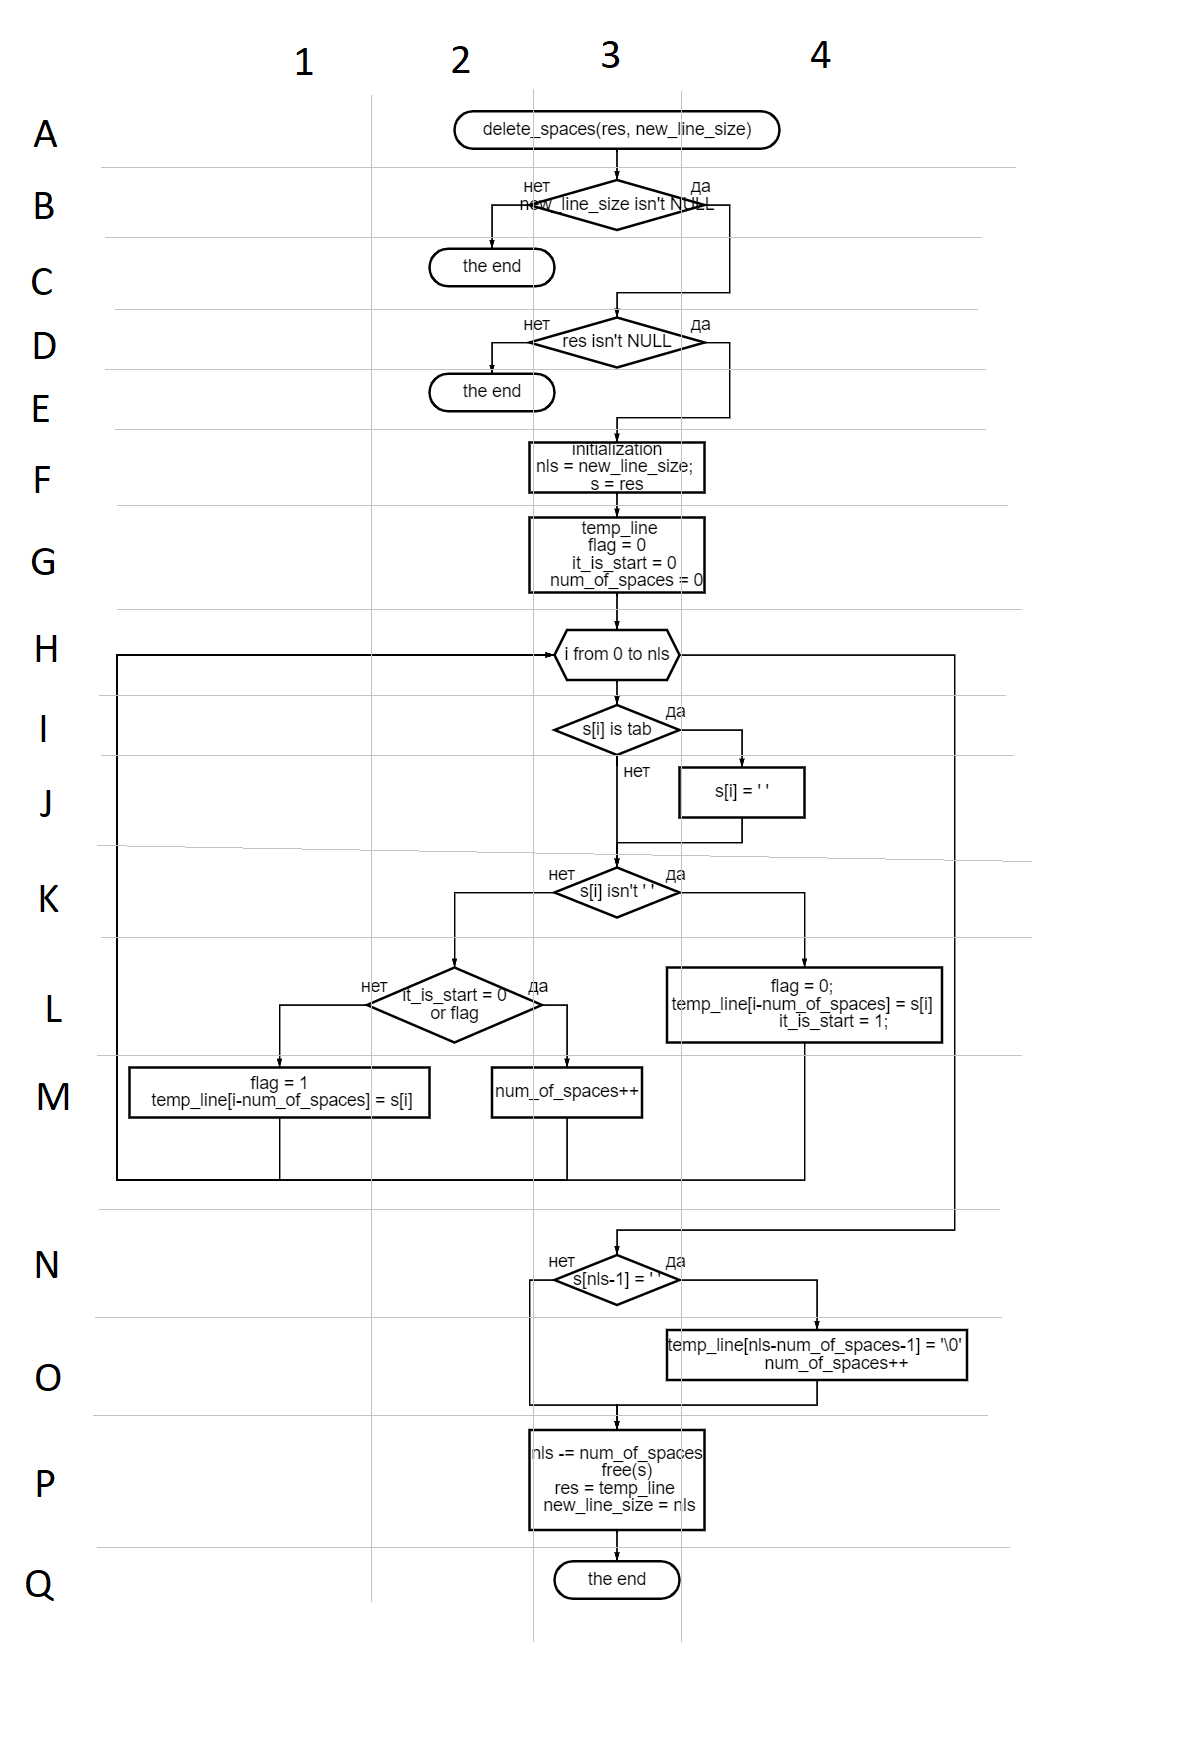 1 2 3 4
A
delete_spaces(res, new_line_size)
B
нет
да
new_line_size isn't NULL
C
the end
D
нет
да
res isn't NULL
E
the end
F
initialization
nls = new_line_size;
s = res
G
temp_line
flag = 0
it_is_start = 0
num_of_spaces = 0
H
i from 0 to nls
I
да
s[i] is tab
J
нет
s[i] = ' '
K
нет
да
s[i] isn't ' '
L
нет
да
it_is_start = 0
or flag
flag = 0;
temp_line[i-num_of_spaces] = s[i]
it_is_start = 1;
M
flag = 1
temp_line[i-num_of_spaces] = s[i]
num_of_spaces++
N
нет
да
s[nls-1] = ' '
O
temp_line[nls-num_of_spaces-1] = '\0'
num_of_spaces++
P
nls -= num_of_spaces
free(s)
res = temp_line
new_line_size = nls
Q
the end